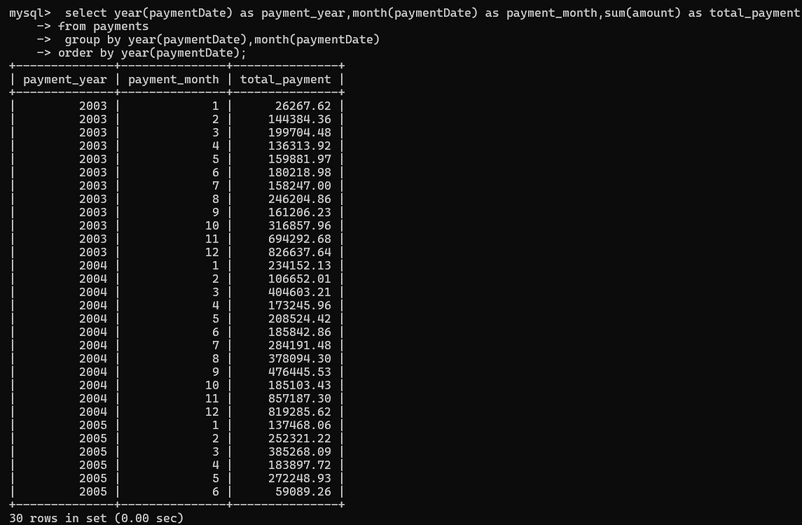 mysql>  select year(paymentDate) as payment_year,month(paymentDate) as payment_month,sum(amount) as total_payment
    -> from payments
    ->  group by year(paymentDate),month(paymentDate)
    -> order by year(paymentDate);
+--------------+---------------+---------------+
| payment_year | payment_month | total_payment |
+--------------+---------------+---------------+
|         2003 |             1 |      26267.62 |
|         2003 |             2 |     144384.36 |
|         2003 |             3 |     199704.48 |
|         2003 |             4 |     136313.92 |
|         2003 |             5 |     159881.97 |
|         2003 |             6 |     180218.98 |
|         2003 |             7 |     158247.00 |
|         2003 |             8 |     246204.86 |
|         2003 |             9 |     161206.23 |
|         2003 |            10 |     316857.96 |
|         2003 |            11 |     694292.68 |
|         2003 |            12 |     826637.64 |
|         2004 |             1 |     234152.13 |
|         2004 |             2 |     106652.01 |
|         2004 |             3 |     404603.21 |
|         2004 |             4 |     173245.96 |
|         2004 |             5 |     208524.42 |
|         2004 |             6 |     185842.86 |
|         2004 |             7 |     284191.48 |
|         2004 |             8 |     378094.30 |
|         2004 |             9 |     476445.53 |
|         2004 |            10 |     185103.43 |
|         2004 |            11 |     857187.30 |
|         2004 |            12 |     819285.62 |
|         2005 |             1 |     137468.06 |
|         2005 |             2 |     252321.22 |
|         2005 |             3 |     385268.09 |
|         2005 |             4 |     183897.72 |
|         2005 |             5 |     272248.93 |
|         2005 |             6 |      59089.26 |
+--------------+---------------+---------------+
30 rows in set (0.00 sec)